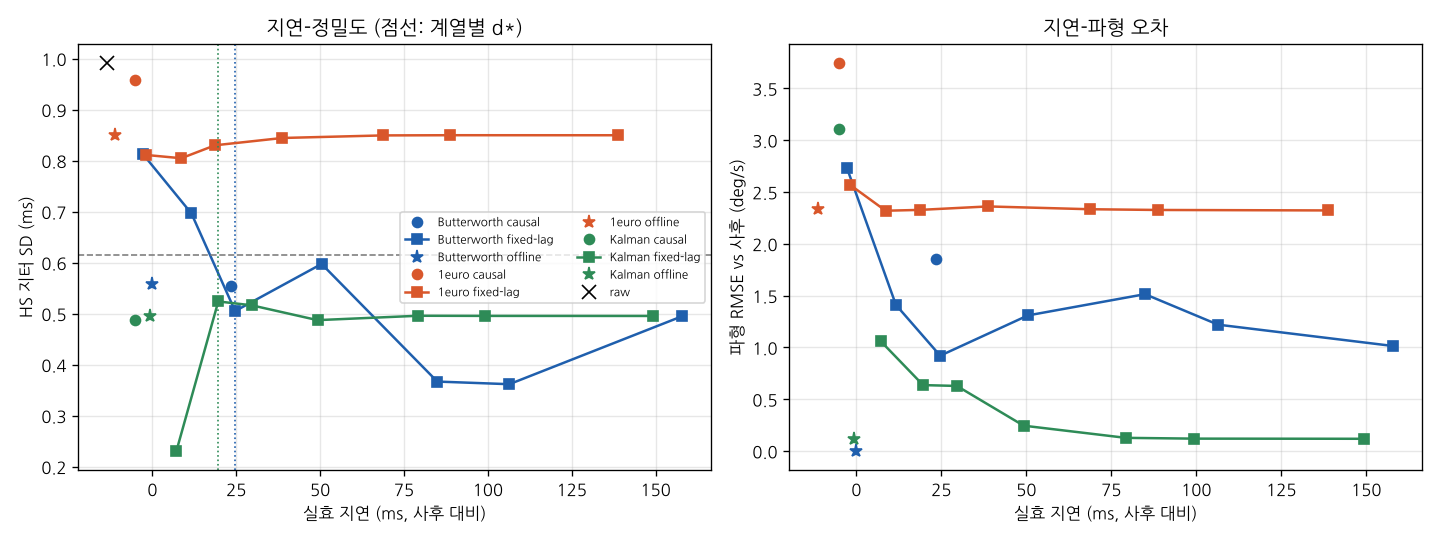 지연-정밀도 (점선: 계열별 d*)
HS 지터 SD (ms)
1.0
0.9
0.8
0.7
0.6
0.5
0.4
0.3
0.2
Butterworth causal
Butterworth fixed-lag
Butterworth offline
1euro causal
1euro fixed-lag
1euro offline
Kalman causal
Kalman fixed-lag
Kalman offline
raw
0
25
50
75
100
125
150
실효 지연 (ms, 사후 대비)
지연-파형 오차
파형 RMSE vs 사후 (deg/s)
3.5
3.0
2.5
2.0
1.5
1.0
0.5
0.0
0
25
50
75
100
125
150
실효 지연 (ms, 사후 대비)